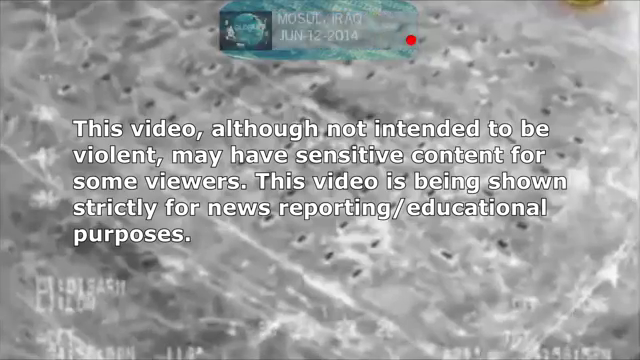 MOSUL, IRAQ
JUN-12-2014
This video, although not intended to be
violent, may have sensitive content for
some viewers. This video is being shown
strictly for news reporting/educational
purposes.